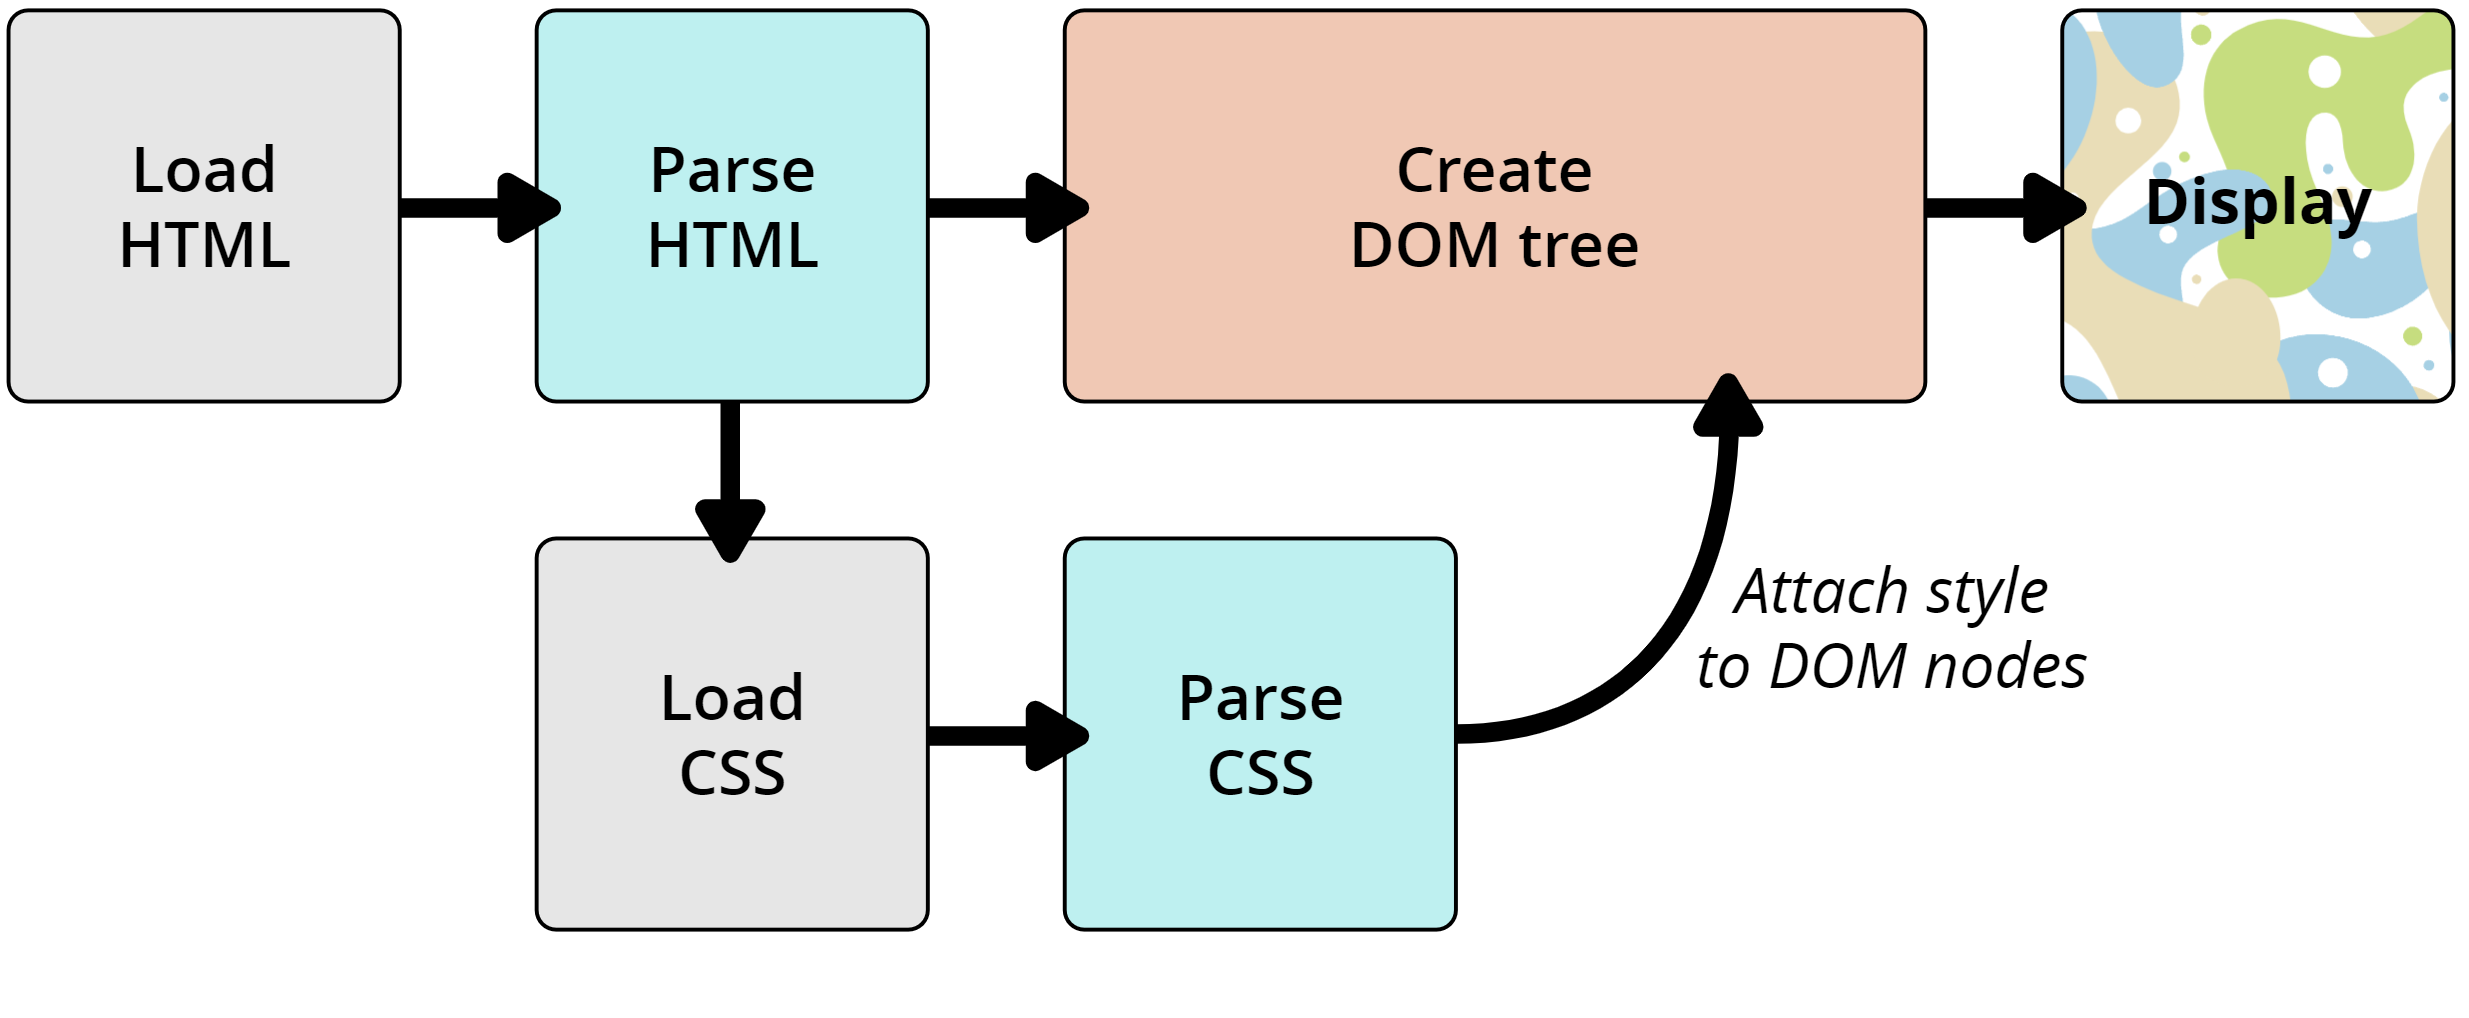 Load
HTML
Parse
HTML
Create
DOM tree
Display
Load
CSS
Parse
CSS
Attach style
to DOM nodes